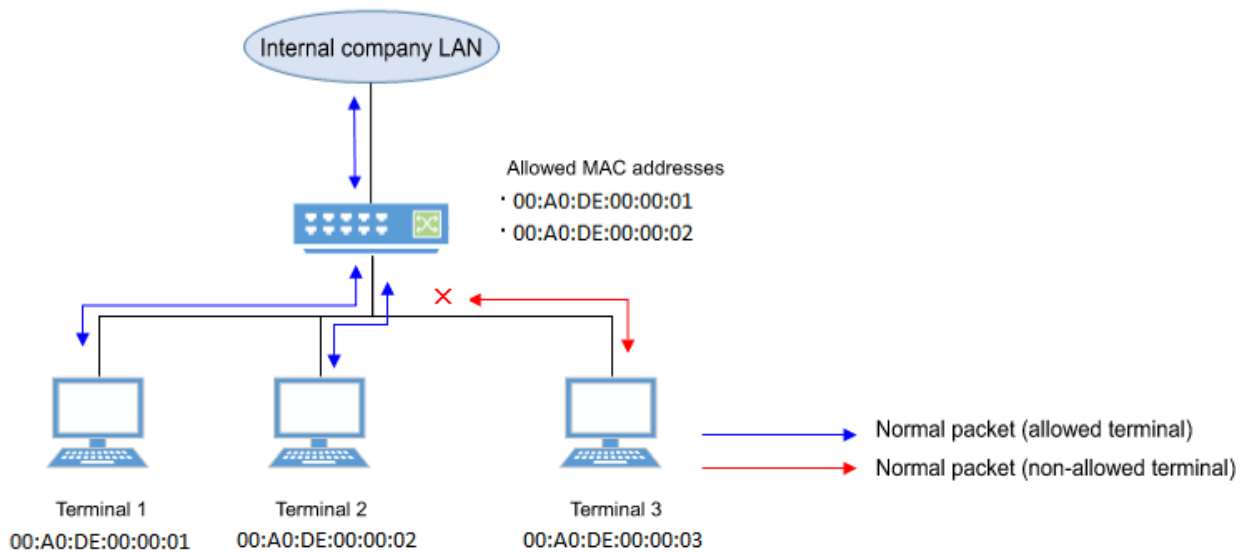 Internal company LAN
Allowed MAC addresses
・00:A0:DE:00:00:01
・00:A0:DE:00:00:02
Normal packet (allowed terminal)
Normal packet (non-allowed terminal)
Terminal 1
Terminal 2
Terminal 3
00:A0:DE:00:00:01
00:A0:DE:00:00:02
00:A0:DE:00:00:03